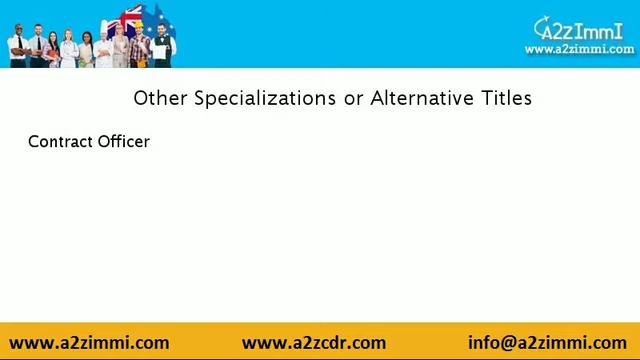 A2zImmI
www.a2zimmi.com
Other Specializations or Alternative Titles
Contract Officer
www.a2zimmi.com www.a2zcdr.com info@a2zimmi.com